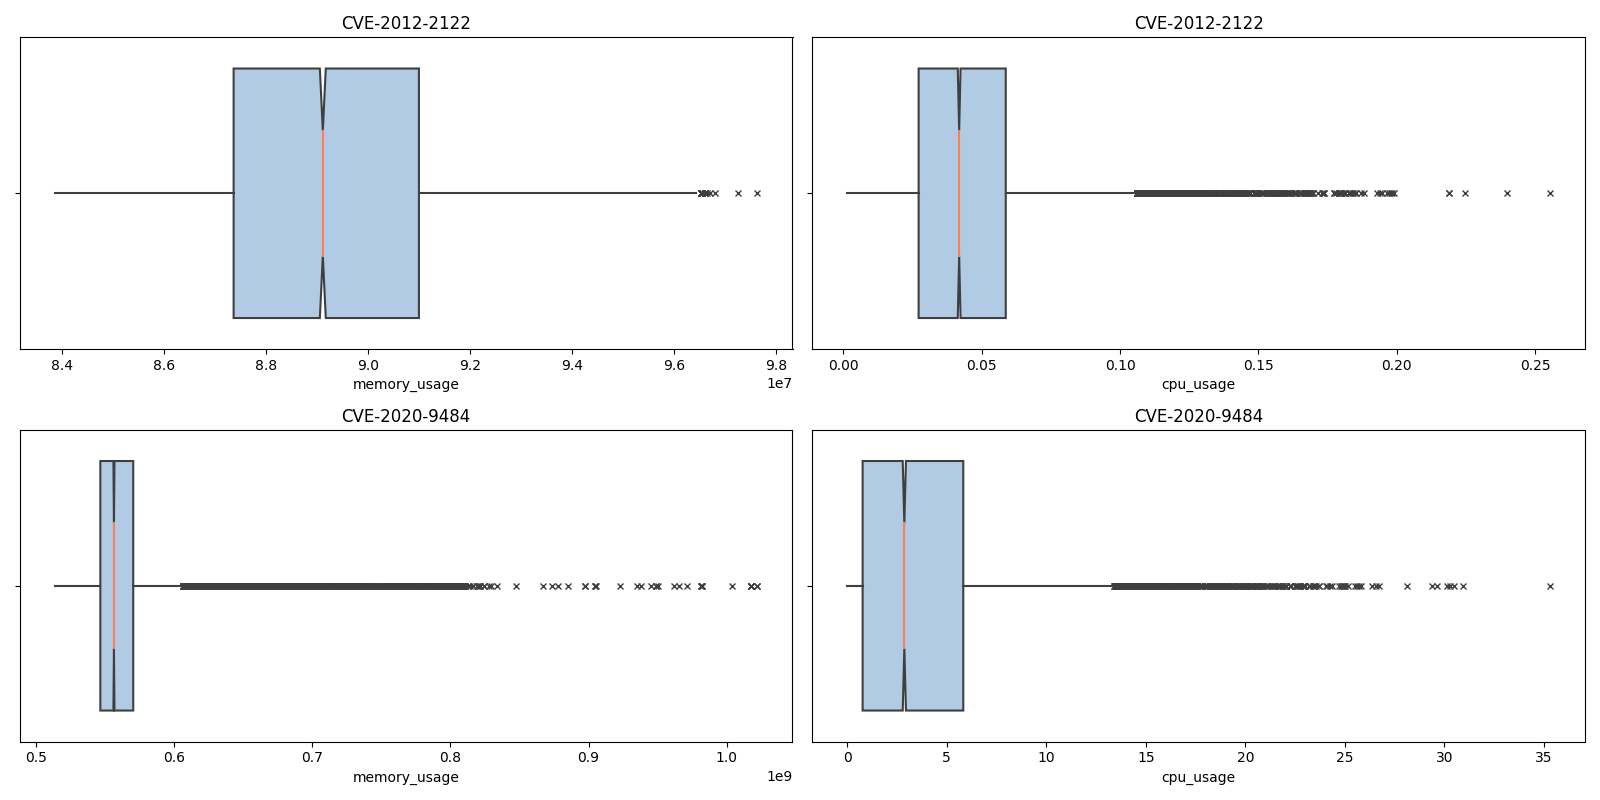 CVE-2012-2122
8.4 8.6 8.8 9.0 9.2 9.4 9.6 9.8
memory_usage
1e7
CVE-2012-2122
0.00 0.05 0.10 0.15 0.20 0.25
cpu_usage
CVE-2020-9484
0.5 0.6 0.7 0.8 0.9 1.0
memory_usage
1e9
CVE-2020-9484
0 5 10 15 20 25 30 35
cpu_usage